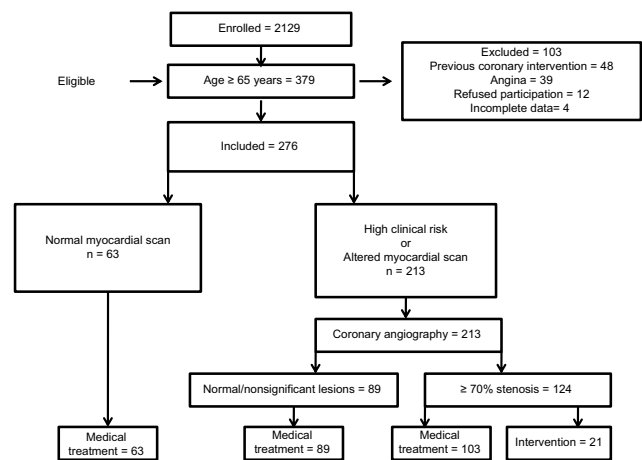 Enrolled = 2129
Excluded = 103
Previous coronary intervention = 48
Angina = 39
Refused participation = 12
Incomplete data= 4
Eligible
Age ≥ 65 years = 379
Included = 276
Normal myocardial scan
n = 63
High clinical risk
or
Altered myocardial scan
n = 213
Coronary angiography = 213
Normal/nonsignificant lesions = 89
≥ 70% stenosis = 124
Medical
treatment = 63
Medical
treatment = 89
Medical
treatment = 103
Intervention = 21